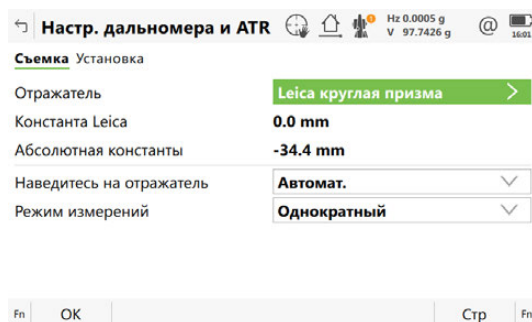 Настр. дальномера и ATR Hz 0.0005 g
V 97.7426 g @ 16:01
Съемка Установка
Отражатель Leica круглая призма
Константа Leica 0.0 mm
Абсолютная константы -34.4 mm
Наведитесь на отражатель Автомат.
Режим измерений Однократный
Fn OK Стр Fn